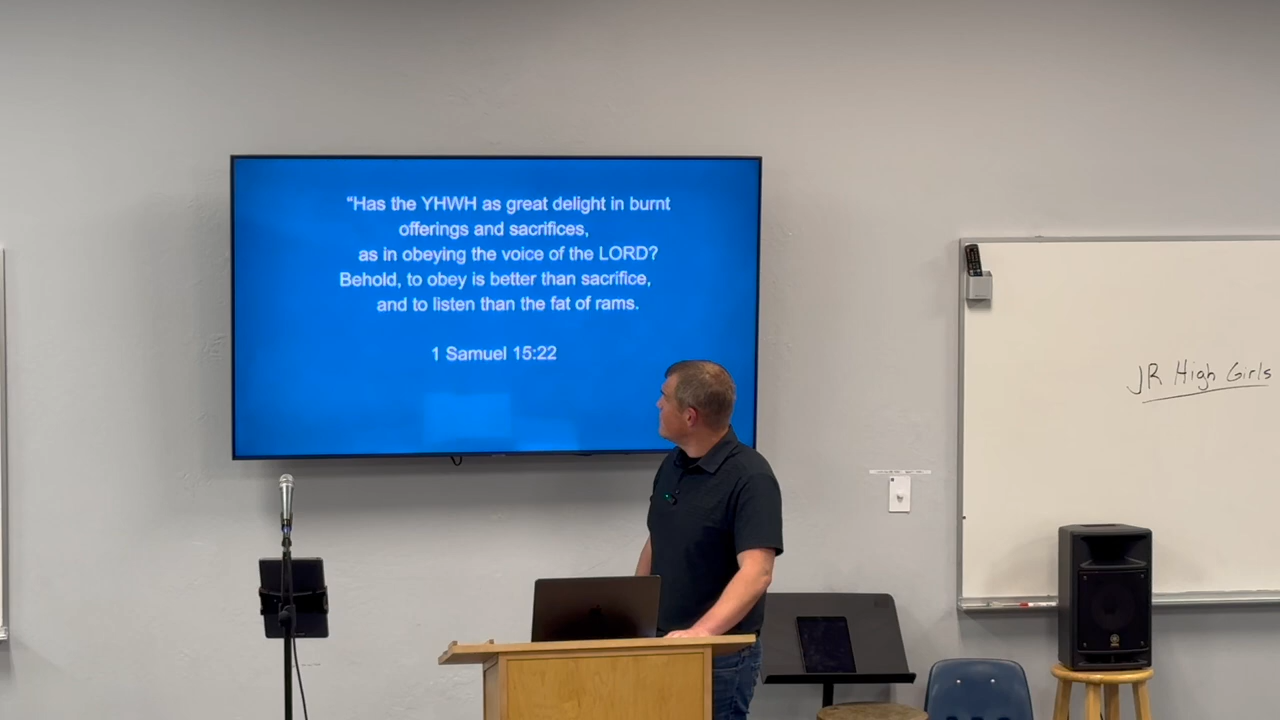 “Has the YHWH as great delight in burnt
offerings and sacrifices,
as in obeying the voice of the LORD?
Behold, to obey is better than sacrifice,
and to listen than the fat of rams.
1 Samuel 15:22
JR High Girls